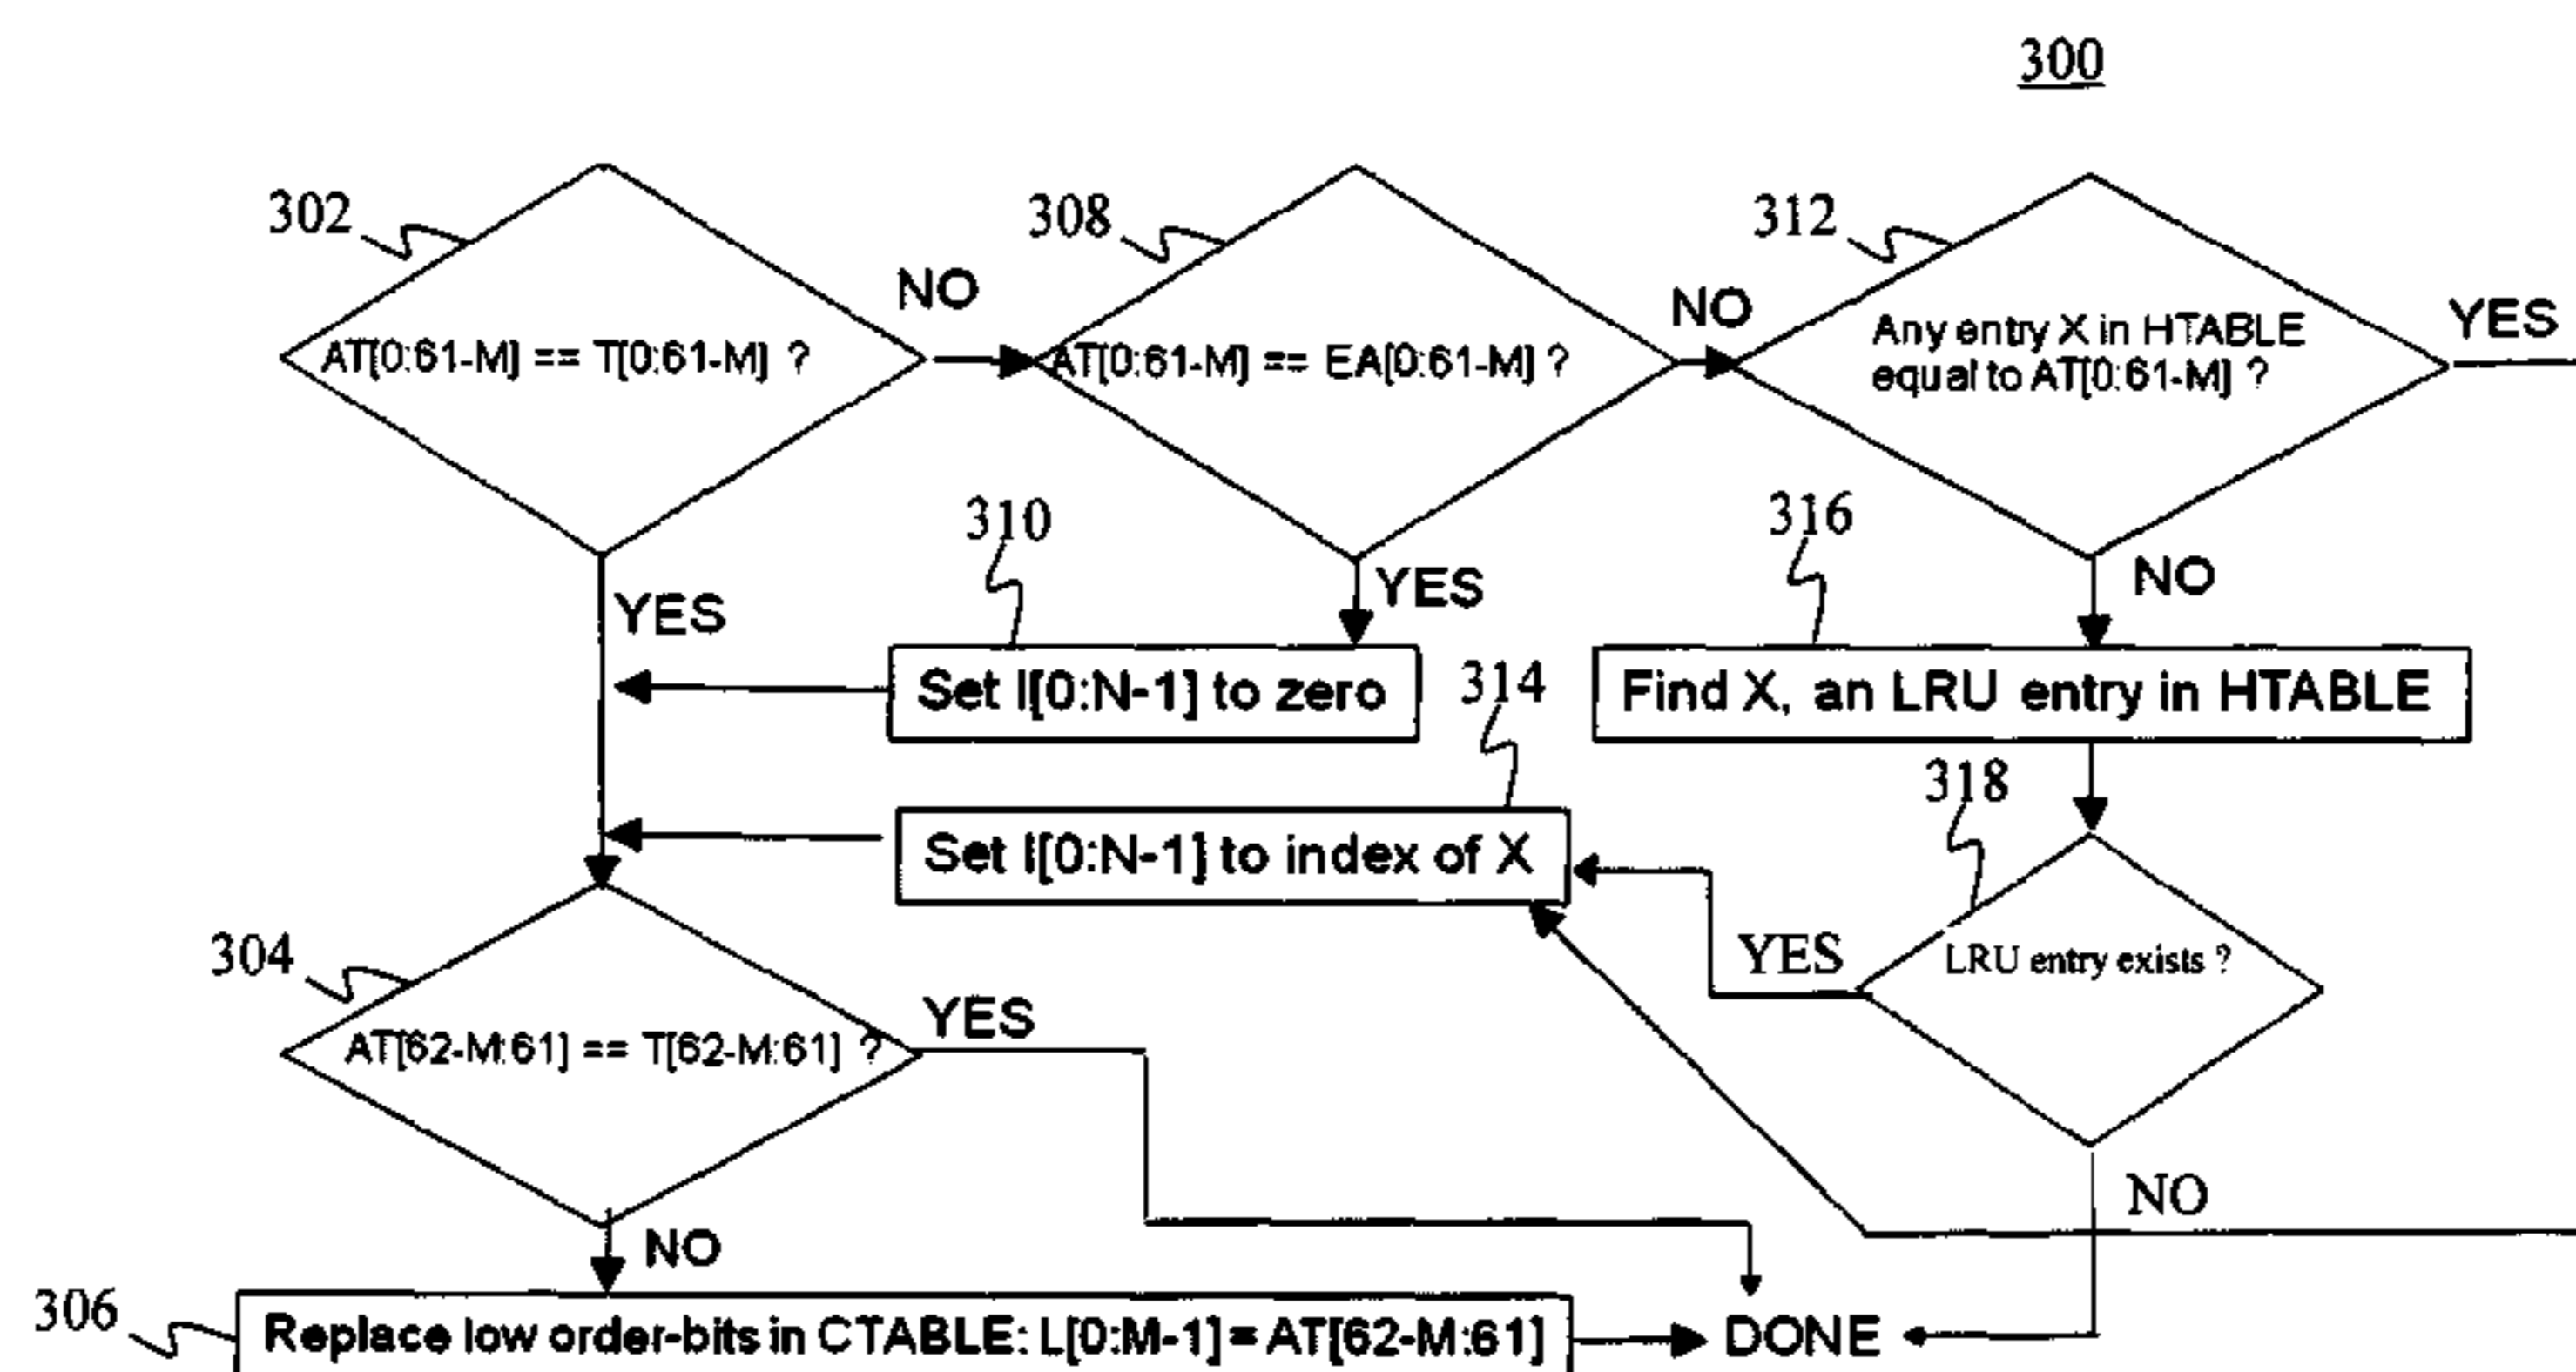 300
302
308
312
AT[0:61-M] == T[0:61-M] ?
NO
AT[0:61-M] == EA[0:61-M] ?
NO
Any entry X in HTABLE
equal to AT[0:61-M] ?
YES
310
316
YES
YES
NO
Set I[0:N-1] to zero
314
Find X, an LRU entry in HTABLE
318
Set I[0:N-1] to index of X
304
YES
YES
LRU entry exists ?
AT[62-M:61] == T[62-M:61] ?
NO
NO
306
Replace low order-bits in CTABLE: L[0:M-1] = AT[62-M:61]
DONE